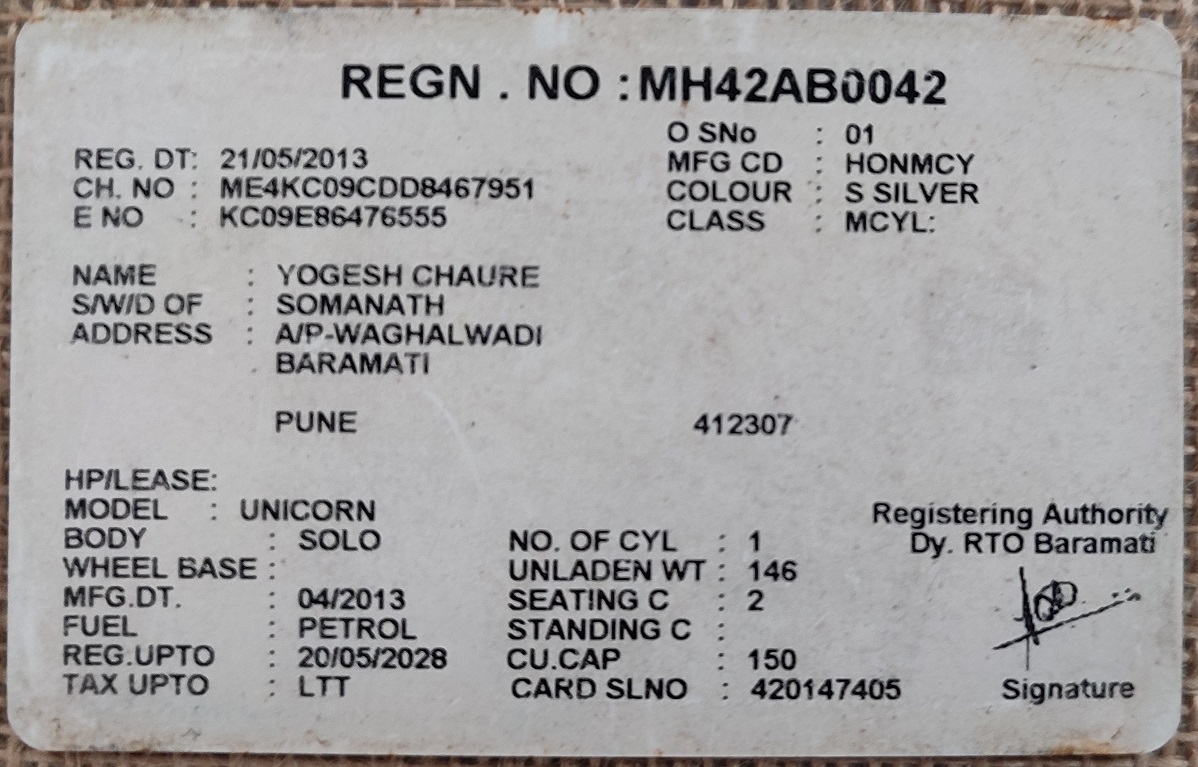 REGN . NO : MH42AB0042
O SNo : 01
REG. DT: 21/05/2013 MFG CD : HONMCY
CH. NO : ME4KC09CDD8467951 COLOUR : S SILVER
E NO : KC09E86476555 CLASS : MCYL:
NAME : YOGESH CHAURE
S/W/D OF : SOMANATH
ADDRESS : A/P-WAGHALWADI
BARAMATI
PUNE 412307
HP/LEASE:
MODEL : UNICORN Registering Authority
BODY : SOLO NO. OF CYL : 1 Dy. RTO Baramati
WHEEL BASE : UNLADEN WT : 146
MFG.DT. : 04/2013 SEATING C : 2
FUEL : PETROL STANDING C :
REG.UPTO : 20/05/2028 CU.CAP : 150
TAX UPTO : LTT CARD SLNO : 420147405 Signature